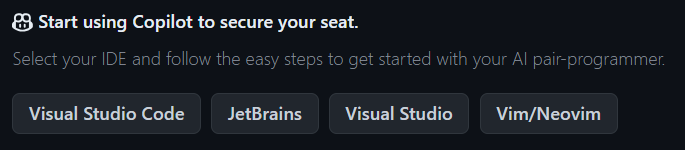 Start using Copilot to secure your seat.
Select your IDE and follow the easy steps to get started with your AI pair-programmer.
Visual Studio Code JetBrains Visual Studio Vim/Neovim